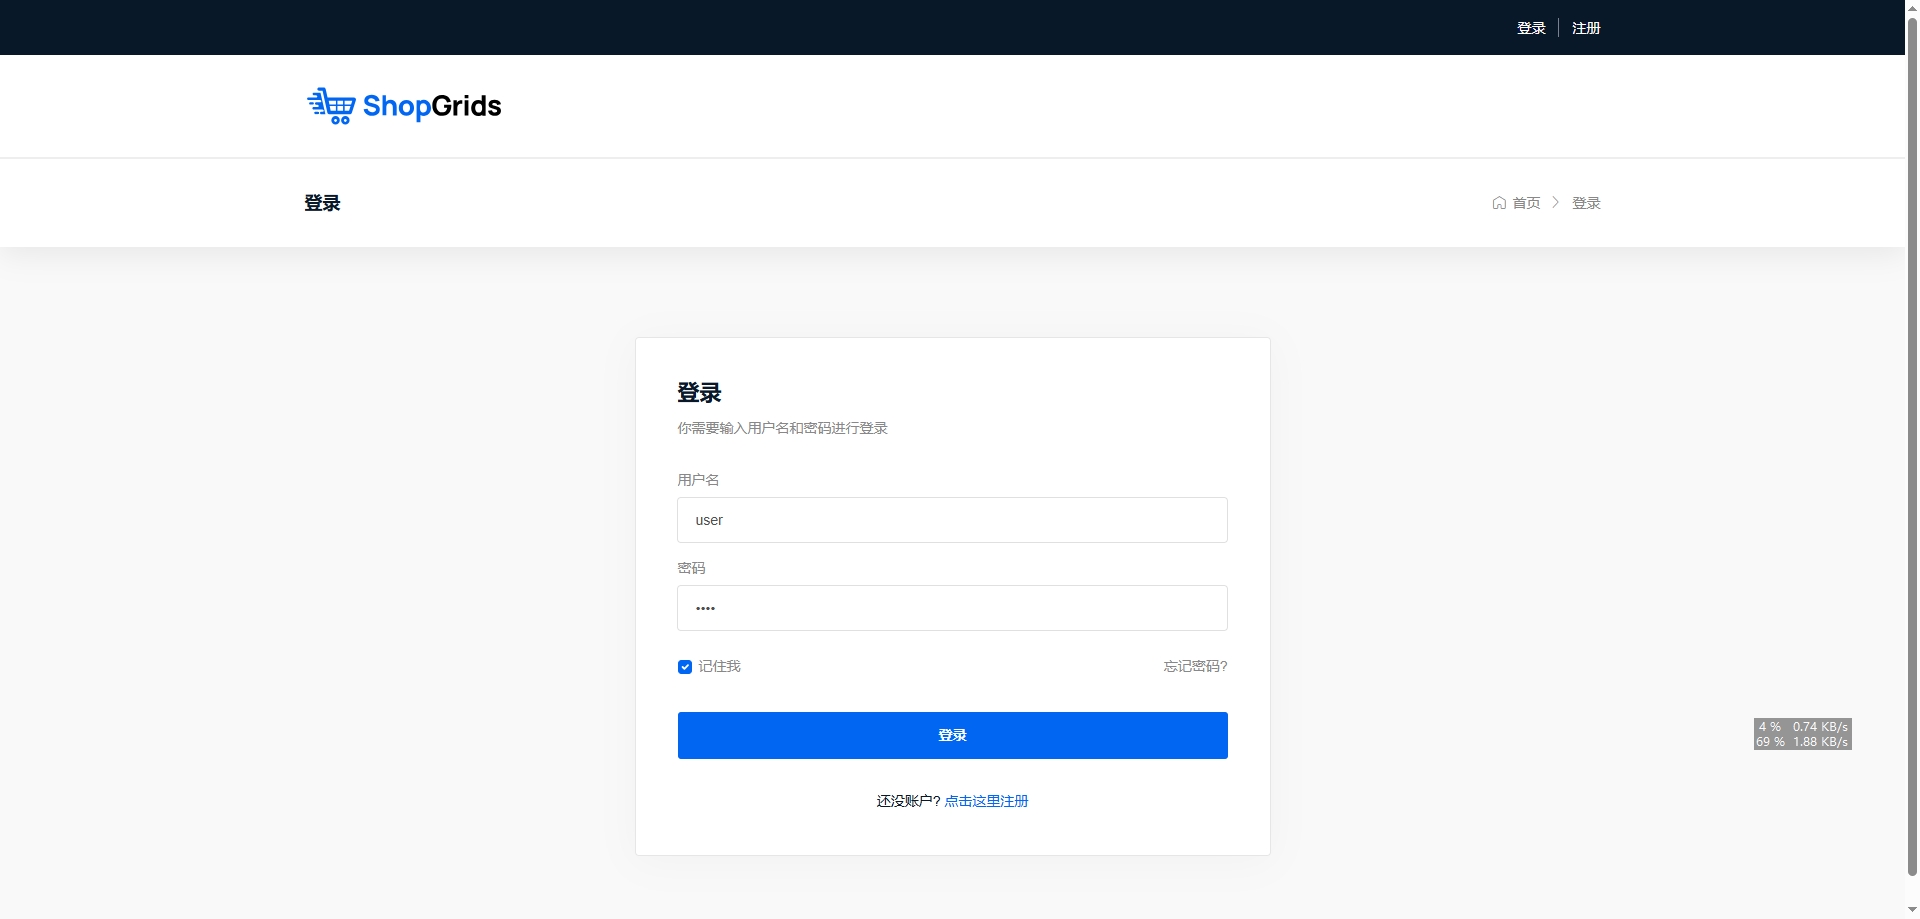 登录 注册
ShopGrids
登录
首页 登录
登录
你需要输入用户名和密码进行登录
用户名
user
密码
••••
记住我 忘记密码?
登录
4 % 0.74 KB/s
69 % 1.88 KB/s
还没账户? 点击这里注册